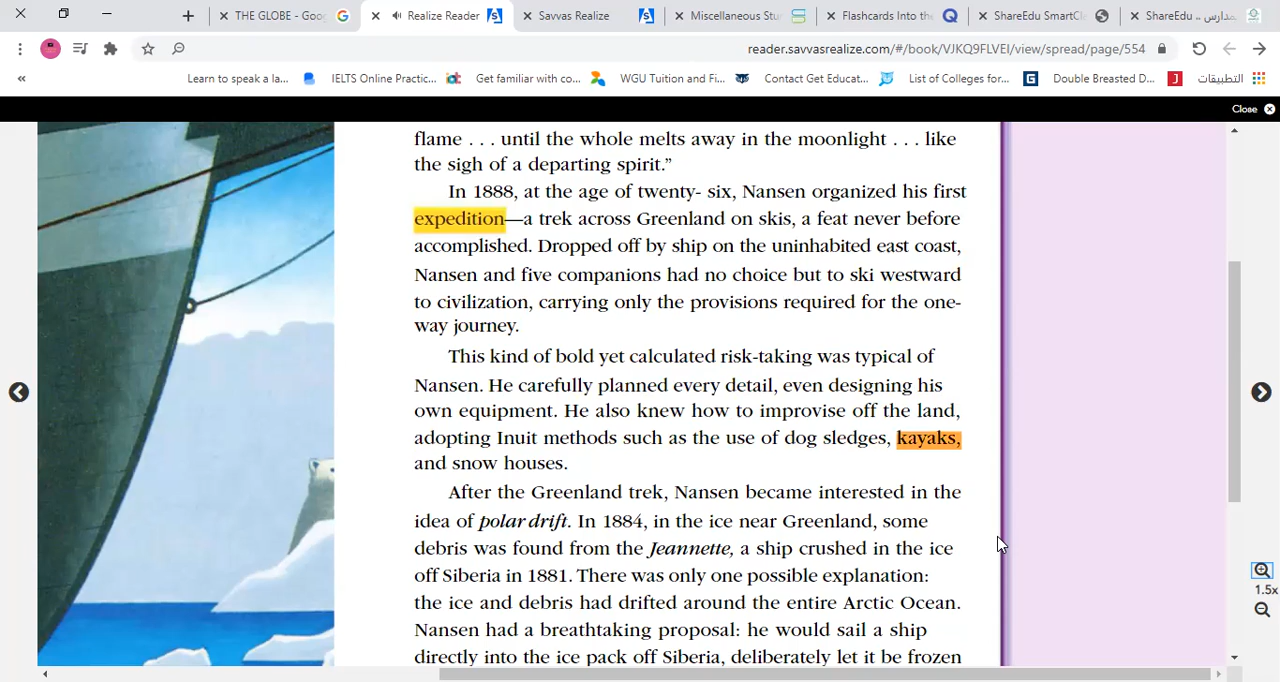 THE GLOBE - Goog
Realize Reader
Savvas Realize
Miscellaneous Stu
Flashcards Into the
ShareEdu SmartCl
ShareEdu .. المدارس
reader.savvasrealize.com/#/book/VJKQ9FLVEI/view/spread/page/554
Learn to speak a la...
IELTS Online Practic...
Get familiar with co...
WGU Tuition and Fi...
Contact Get Educat...
List of Colleges for...
Double Breasted D...
التطبيقات
Close
flame . . . until the whole melts away in the moonlight . . . like
the sigh of a departing spirit.”
In 1888, at the age of twenty- six, Nansen organized his first
expedition—a trek across Greenland on skis, a feat never before
accomplished. Dropped off by ship on the uninhabited east coast,
Nansen and five companions had no choice but to ski westward
to civilization, carrying only the provisions required for the one-
way journey.
This kind of bold yet calculated risk-taking was typical of
Nansen. He carefully planned every detail, even designing his
own equipment. He also knew how to improvise off the land,
adopting Inuit methods such as the use of dog sledges, kayaks,
and snow houses.
After the Greenland trek, Nansen became interested in the
idea of polar drift. In 1884, in the ice near Greenland, some
debris was found from the Jeannette, a ship crushed in the ice
off Siberia in 1881. There was only one possible explanation:
the ice and debris had drifted around the entire Arctic Ocean.
Nansen had a breathtaking proposal: he would sail a ship
directly into the ice pack off Siberia, deliberately let it be frozen
1.5x